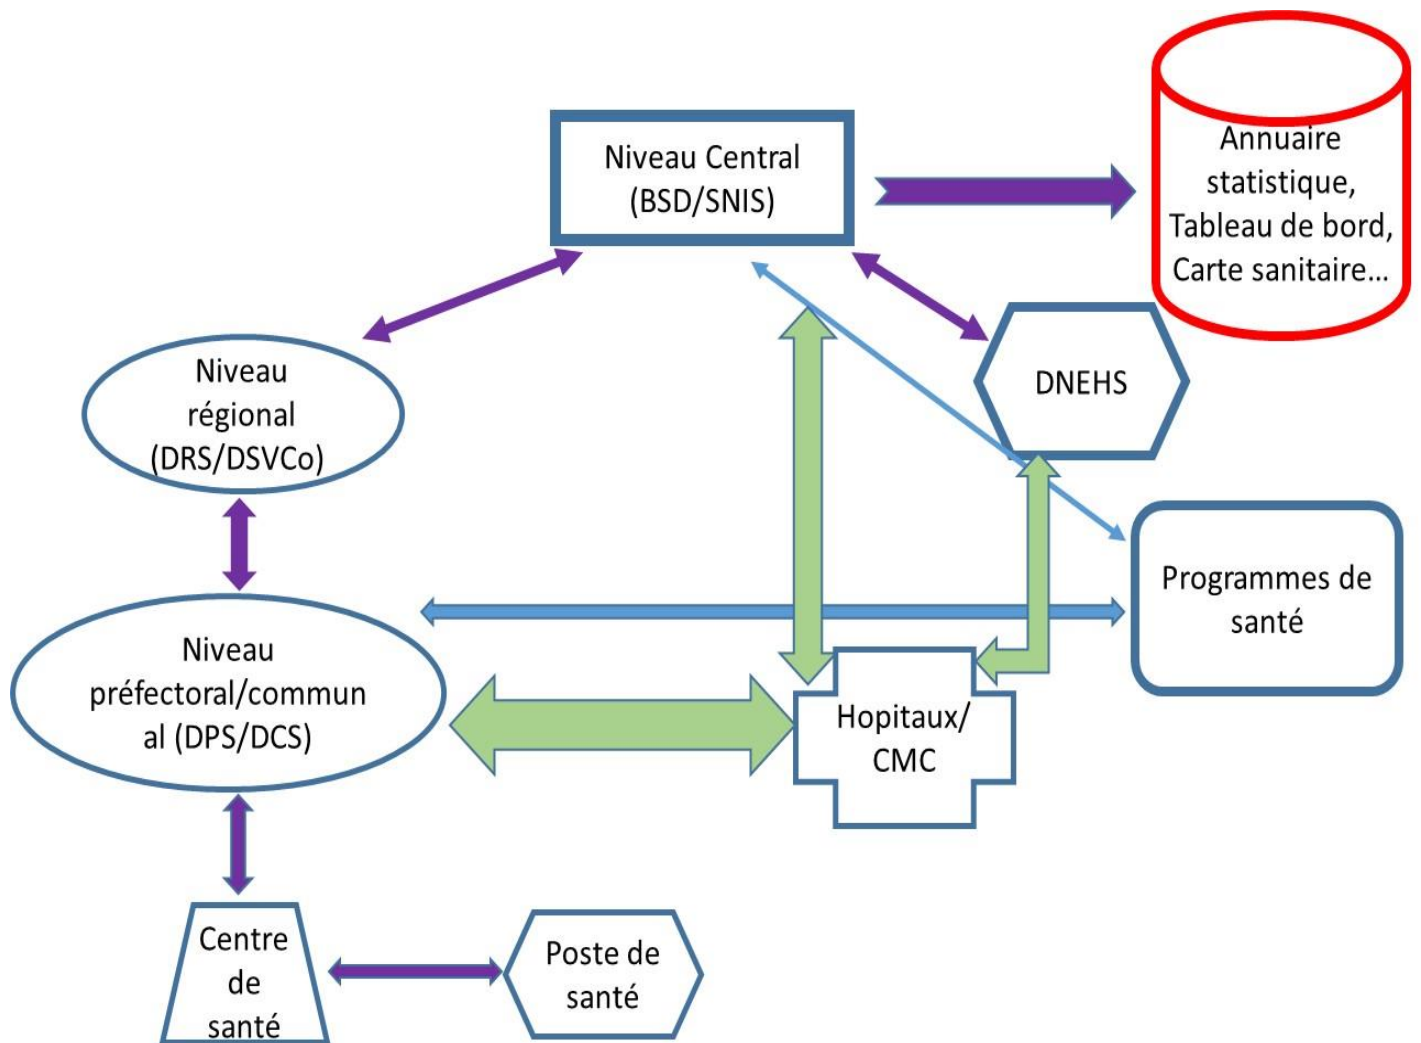 Niveau Central
(BSD/SNIS)
Annuaire
statistique,
Tableau de bord,
Carte sanitaire...
Niveau
régional
(DRS/DSVCo)
DNEHS
Programmes de
santé
Niveau
préfectoral/commun
al (DPS/DCS)
Hopitaux/
CMC
Centre
de
santé
Poste de
santé